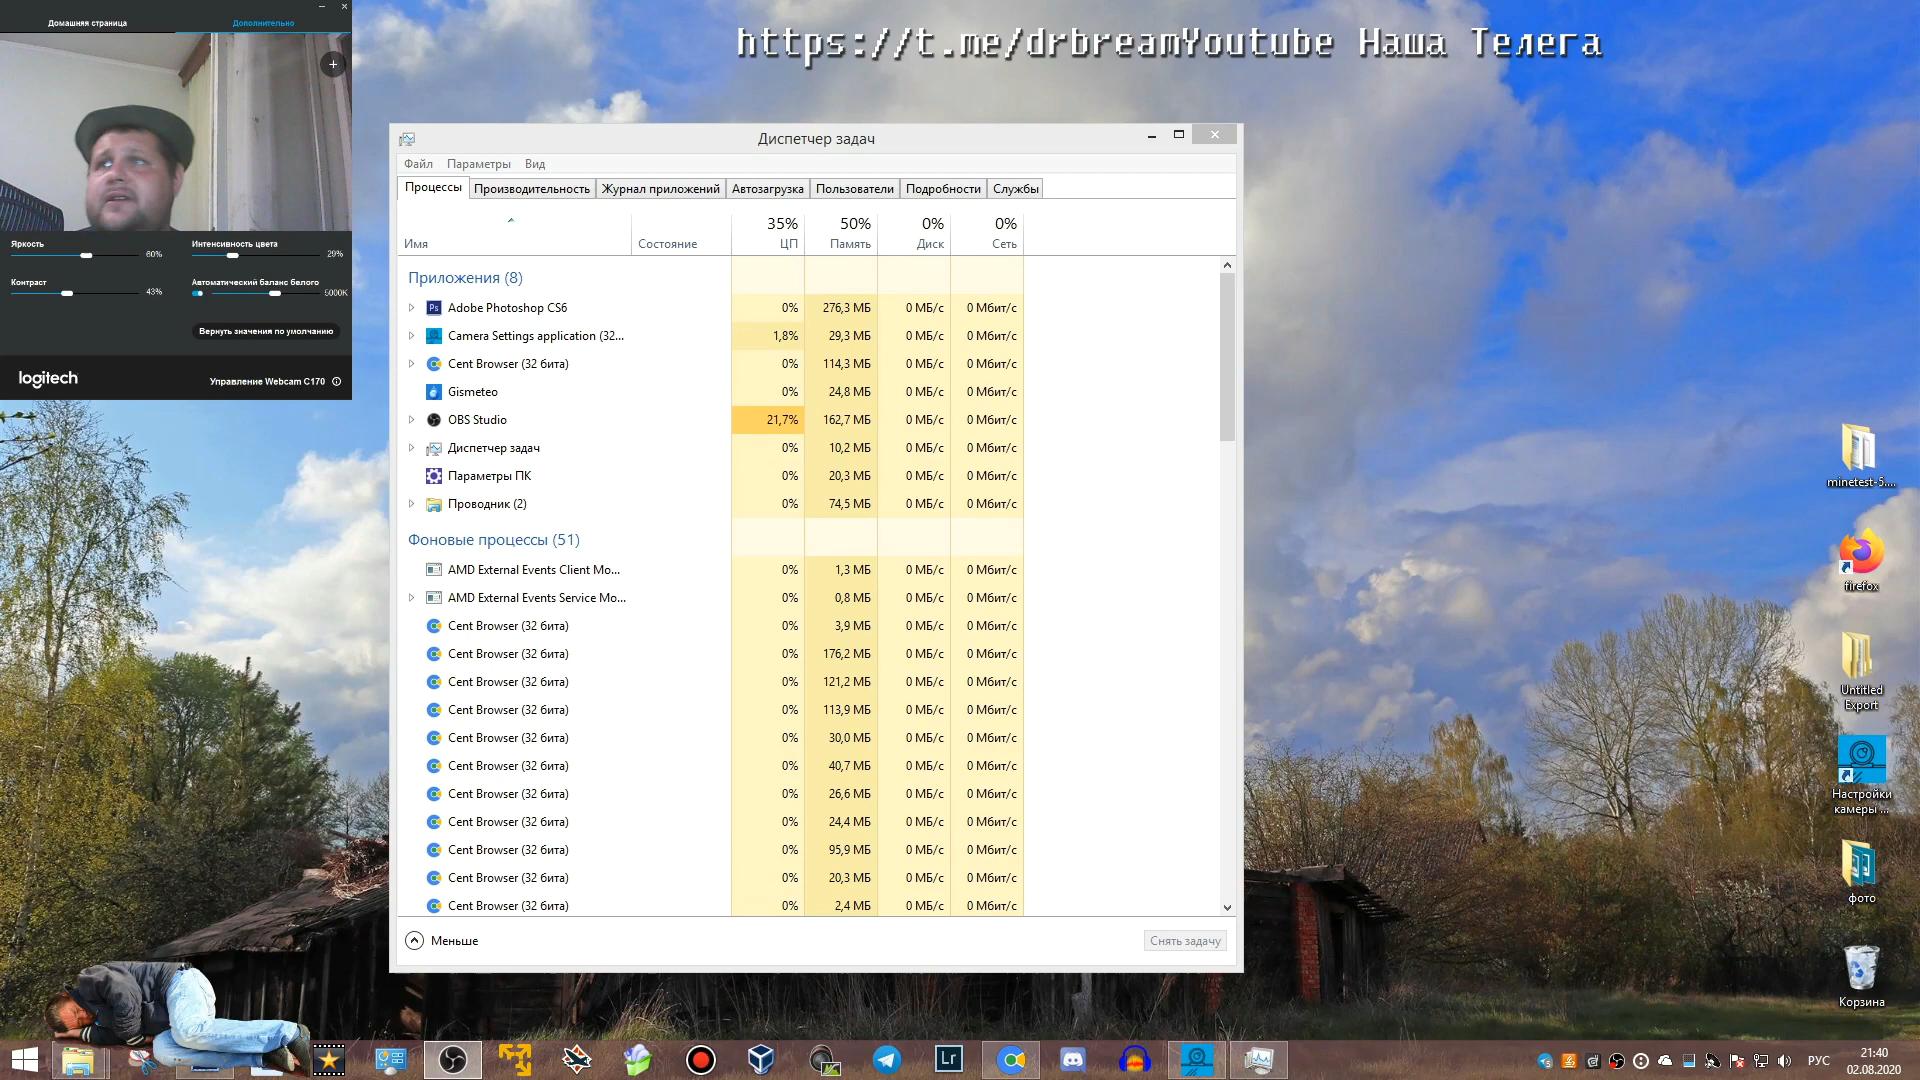 Домашняя страница
Дополнительно
Яркость
60%
Интенсивность цвета
29%
Контраст
43%
Автоматический баланс белого
5000K
Вернуть значения по умолчанию
logitech
Управление Webcam C170
https://t.me/drbreamYoutube Наша Телега
Диспетчер задач
Файл Параметры Вид
Процессы Производительность Журнал приложений Автозагрузка Пользователи Подробности Службы
35% 50% 0% 0%
Имя Состояние ЦП Память Диск Сеть
Приложения (8)
Adobe Photoshop CS6 0% 276,3 МБ 0 МБ/с 0 Мбит/с
Camera Settings application (32... 1,8% 29,3 МБ 0 МБ/с 0 Мбит/с
Cent Browser (32 бита) 0% 114,3 МБ 0 МБ/с 0 Мбит/с
Gismeteo 0% 24,8 МБ 0 МБ/с 0 Мбит/с
OBS Studio 21,7% 162,7 МБ 0 МБ/с 0 Мбит/с
Диспетчер задач 0% 10,2 МБ 0 МБ/с 0 Мбит/с
Параметры ПК 0% 20,3 МБ 0 МБ/с 0 Мбит/с
Проводник (2) 0% 74,5 МБ 0 МБ/с 0 Мбит/с
Фоновые процессы (51)
AMD External Events Client Mo... 0% 1,3 МБ 0 МБ/с 0 Мбит/с
AMD External Events Service Mo... 0% 0,8 МБ 0 МБ/с 0 Мбит/с
Cent Browser (32 бита) 0% 3,9 МБ 0 МБ/с 0 Мбит/с
Cent Browser (32 бита) 0% 176,2 МБ 0 МБ/с 0 Мбит/с
Cent Browser (32 бита) 0% 121,2 МБ 0 МБ/с 0 Мбит/с
Cent Browser (32 бита) 0% 113,9 МБ 0 МБ/с 0 Мбит/с
Cent Browser (32 бита) 0% 30,0 МБ 0 МБ/с 0 Мбит/с
Cent Browser (32 бита) 0% 40,7 МБ 0 МБ/с 0 Мбит/с
Cent Browser (32 бита) 0% 26,6 МБ 0 МБ/с 0 Мбит/с
Cent Browser (32 бита) 0% 24,4 МБ 0 МБ/с 0 Мбит/с
Cent Browser (32 бита) 0% 95,9 МБ 0 МБ/с 0 Мбит/с
Cent Browser (32 бита) 0% 20,3 МБ 0 МБ/с 0 Мбит/с
Cent Browser (32 бита) 0% 2,4 МБ 0 МБ/с 0 Мбит/с
Меньше
Снять задачу
minetest-5....
firefox
Untitled
Export
Настройки
камеры ...
фото
Корзина
Ps
Lr
РУС
21:40
02.08.2020